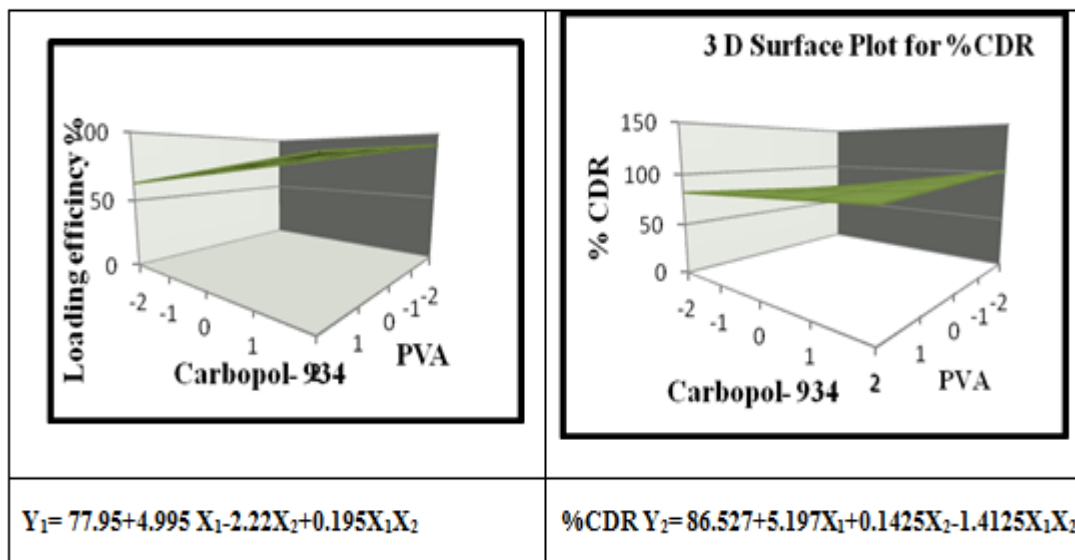 Loading efficincy %
100
50
0
-2
-1
0
1
2
1
0
-1
-2
Carbopol- 934
PVA
Y₁= 77.95+4.995 X₁-2.22X₂+0.195X₁X₂
3 D Surface Plot for %CDR
% CDR
150
100
50
0
-2
-1
0
1
2
1
0
-1
-2
Carbopol- 934
PVA
%CDR Y₂= 86.527+5.197X₁+0.1425X₂-1.4125X₁X₂